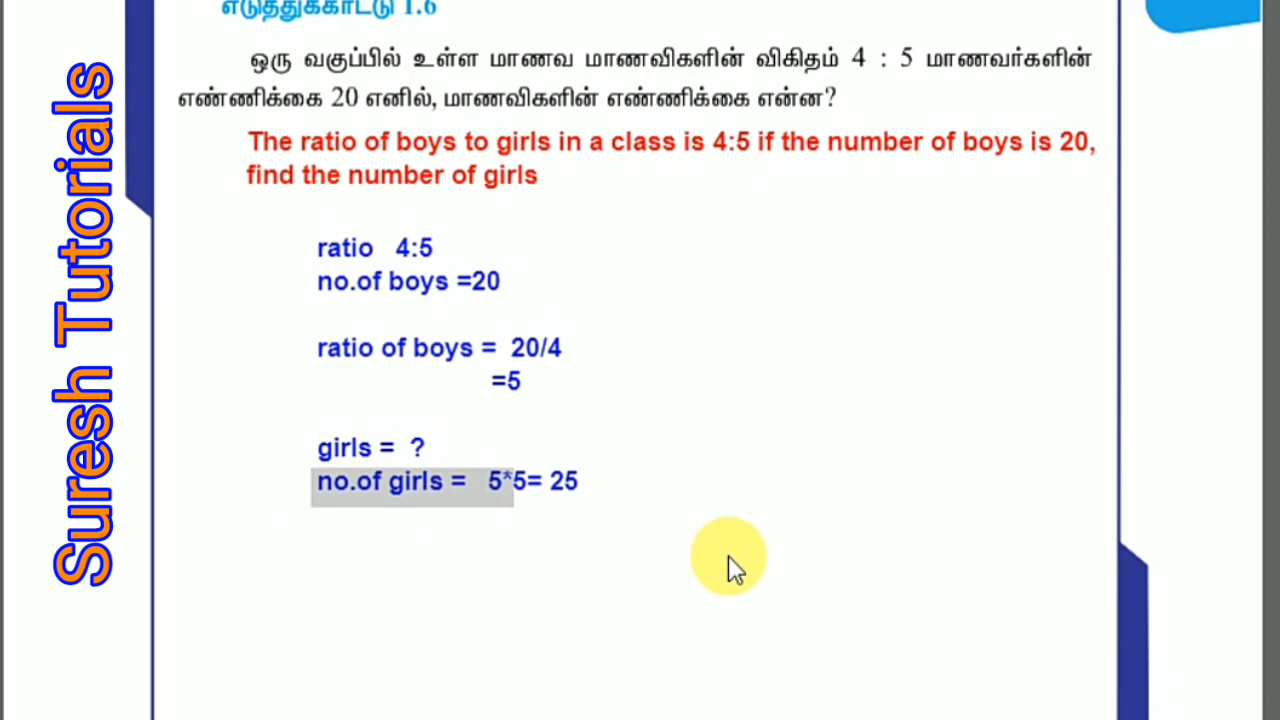 Suresh Tutorials
எடுத்துக்காட்டு 1.6
ஒரு வகுப்பில் உள்ள மாணவ மாணவிகளின் விகிதம் 4 : 5 மாணவர்களின்
எண்ணிக்கை 20 எனில், மாணவிகளின் எண்ணிக்கை என்ன?
The ratio of boys to girls in a class is 4:5 if the number of boys is 20,
find the number of girls
ratio 4:5
no.of boys =20
ratio of boys = 20/4
=5
girls = ?
no.of girls = 5*5= 25